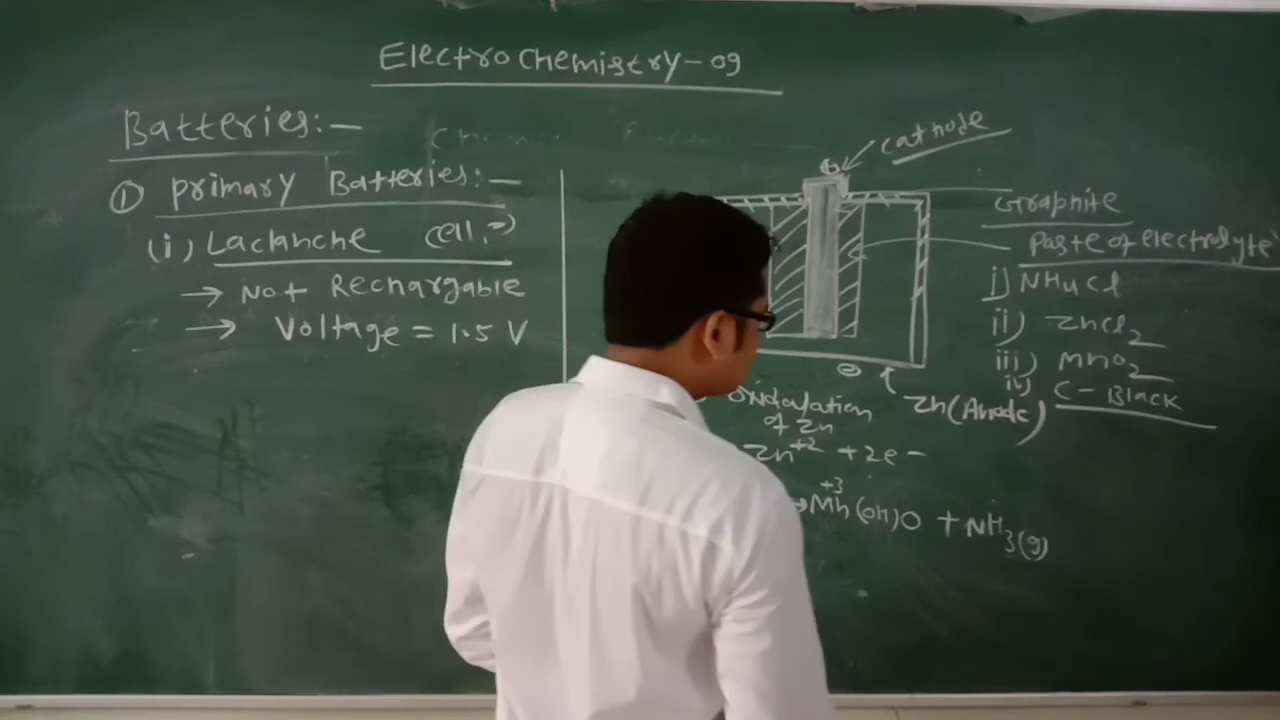 ElectroChemistry-09
Batteries:-
① Primary Batteries:-
(i) Laclanche Cell,⇒
→ Not Rechargable
→ Voltage = 1.5 V
⊕ cathode
Graphite
Paste of electrolyte
i) NH4Cl
ii) ZnCl2
iii) MnO2
iv) C-Black
⊖
Zn(Anode)
oxidalation
of Zn
Zn+2 + 2e-
→ +3
Mn(OH)O + NH3(g)